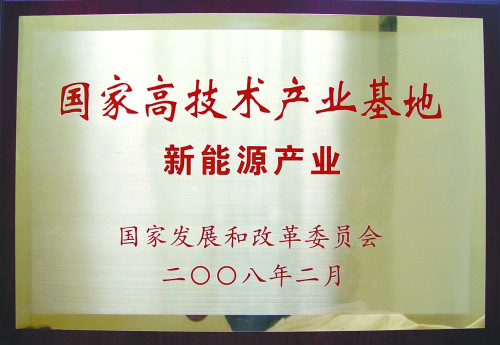 国家高技术产业基地
新能源产业
国家发展和改革委员会
二〇〇八年二月